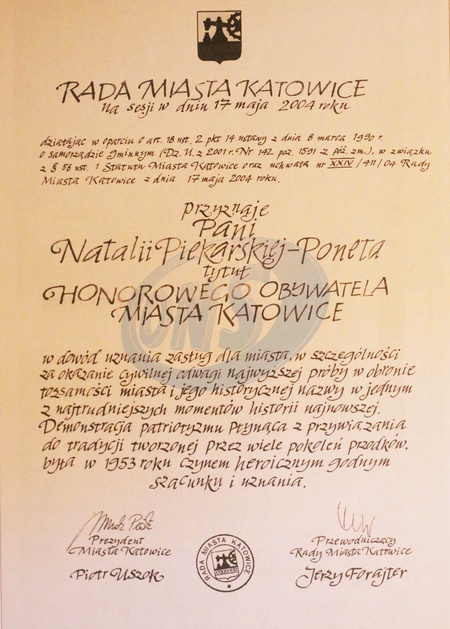 RADA MIASTA KATOWICE
na sesji w dniu 17 maja 2004 roku
działając w oparciu o art. 18 ust. 2 pkt 14 ustawy z dnia 8 marca 1990 r.
o samorządzie gminnym (Dz. U. z 2001 r. Nr 142 poz. 1591 z póź. zm.), w związku
z § 58 ust. 1 Statutu Miasta Katowice oraz uchwałą nr XXIV/411/04 Rady
Miasta Katowice z dnia 17 maja 2004 roku.
przyznaje
Pani
Natalii Piekarskiej-Poneta
tytuł
HONOROWEGO OBYWATELA
MIASTA KATOWICE
w dowód uznania zasług dla miasta, w szczególności
za okazanie cywilnej odwagi najwyższej próby w obronie
tożsamości miasta i jego historycznej nazwy w jednym
z najtrudniejszych momentów historii najnowszej.
Demonstracja patriotyzmu płynąca z przywiązania
do tradycji tworzonej przez wiele pokoleń przodków,
była w 1953 roku czynem heroicznym godnym
szacunku i uznania.
Prezydent
Miasta Katowice
Piotr Uszok
RADA MIASTA KATOWICE
Przewodniczący
Rady Miasta Katowice
Jerzy Forajter